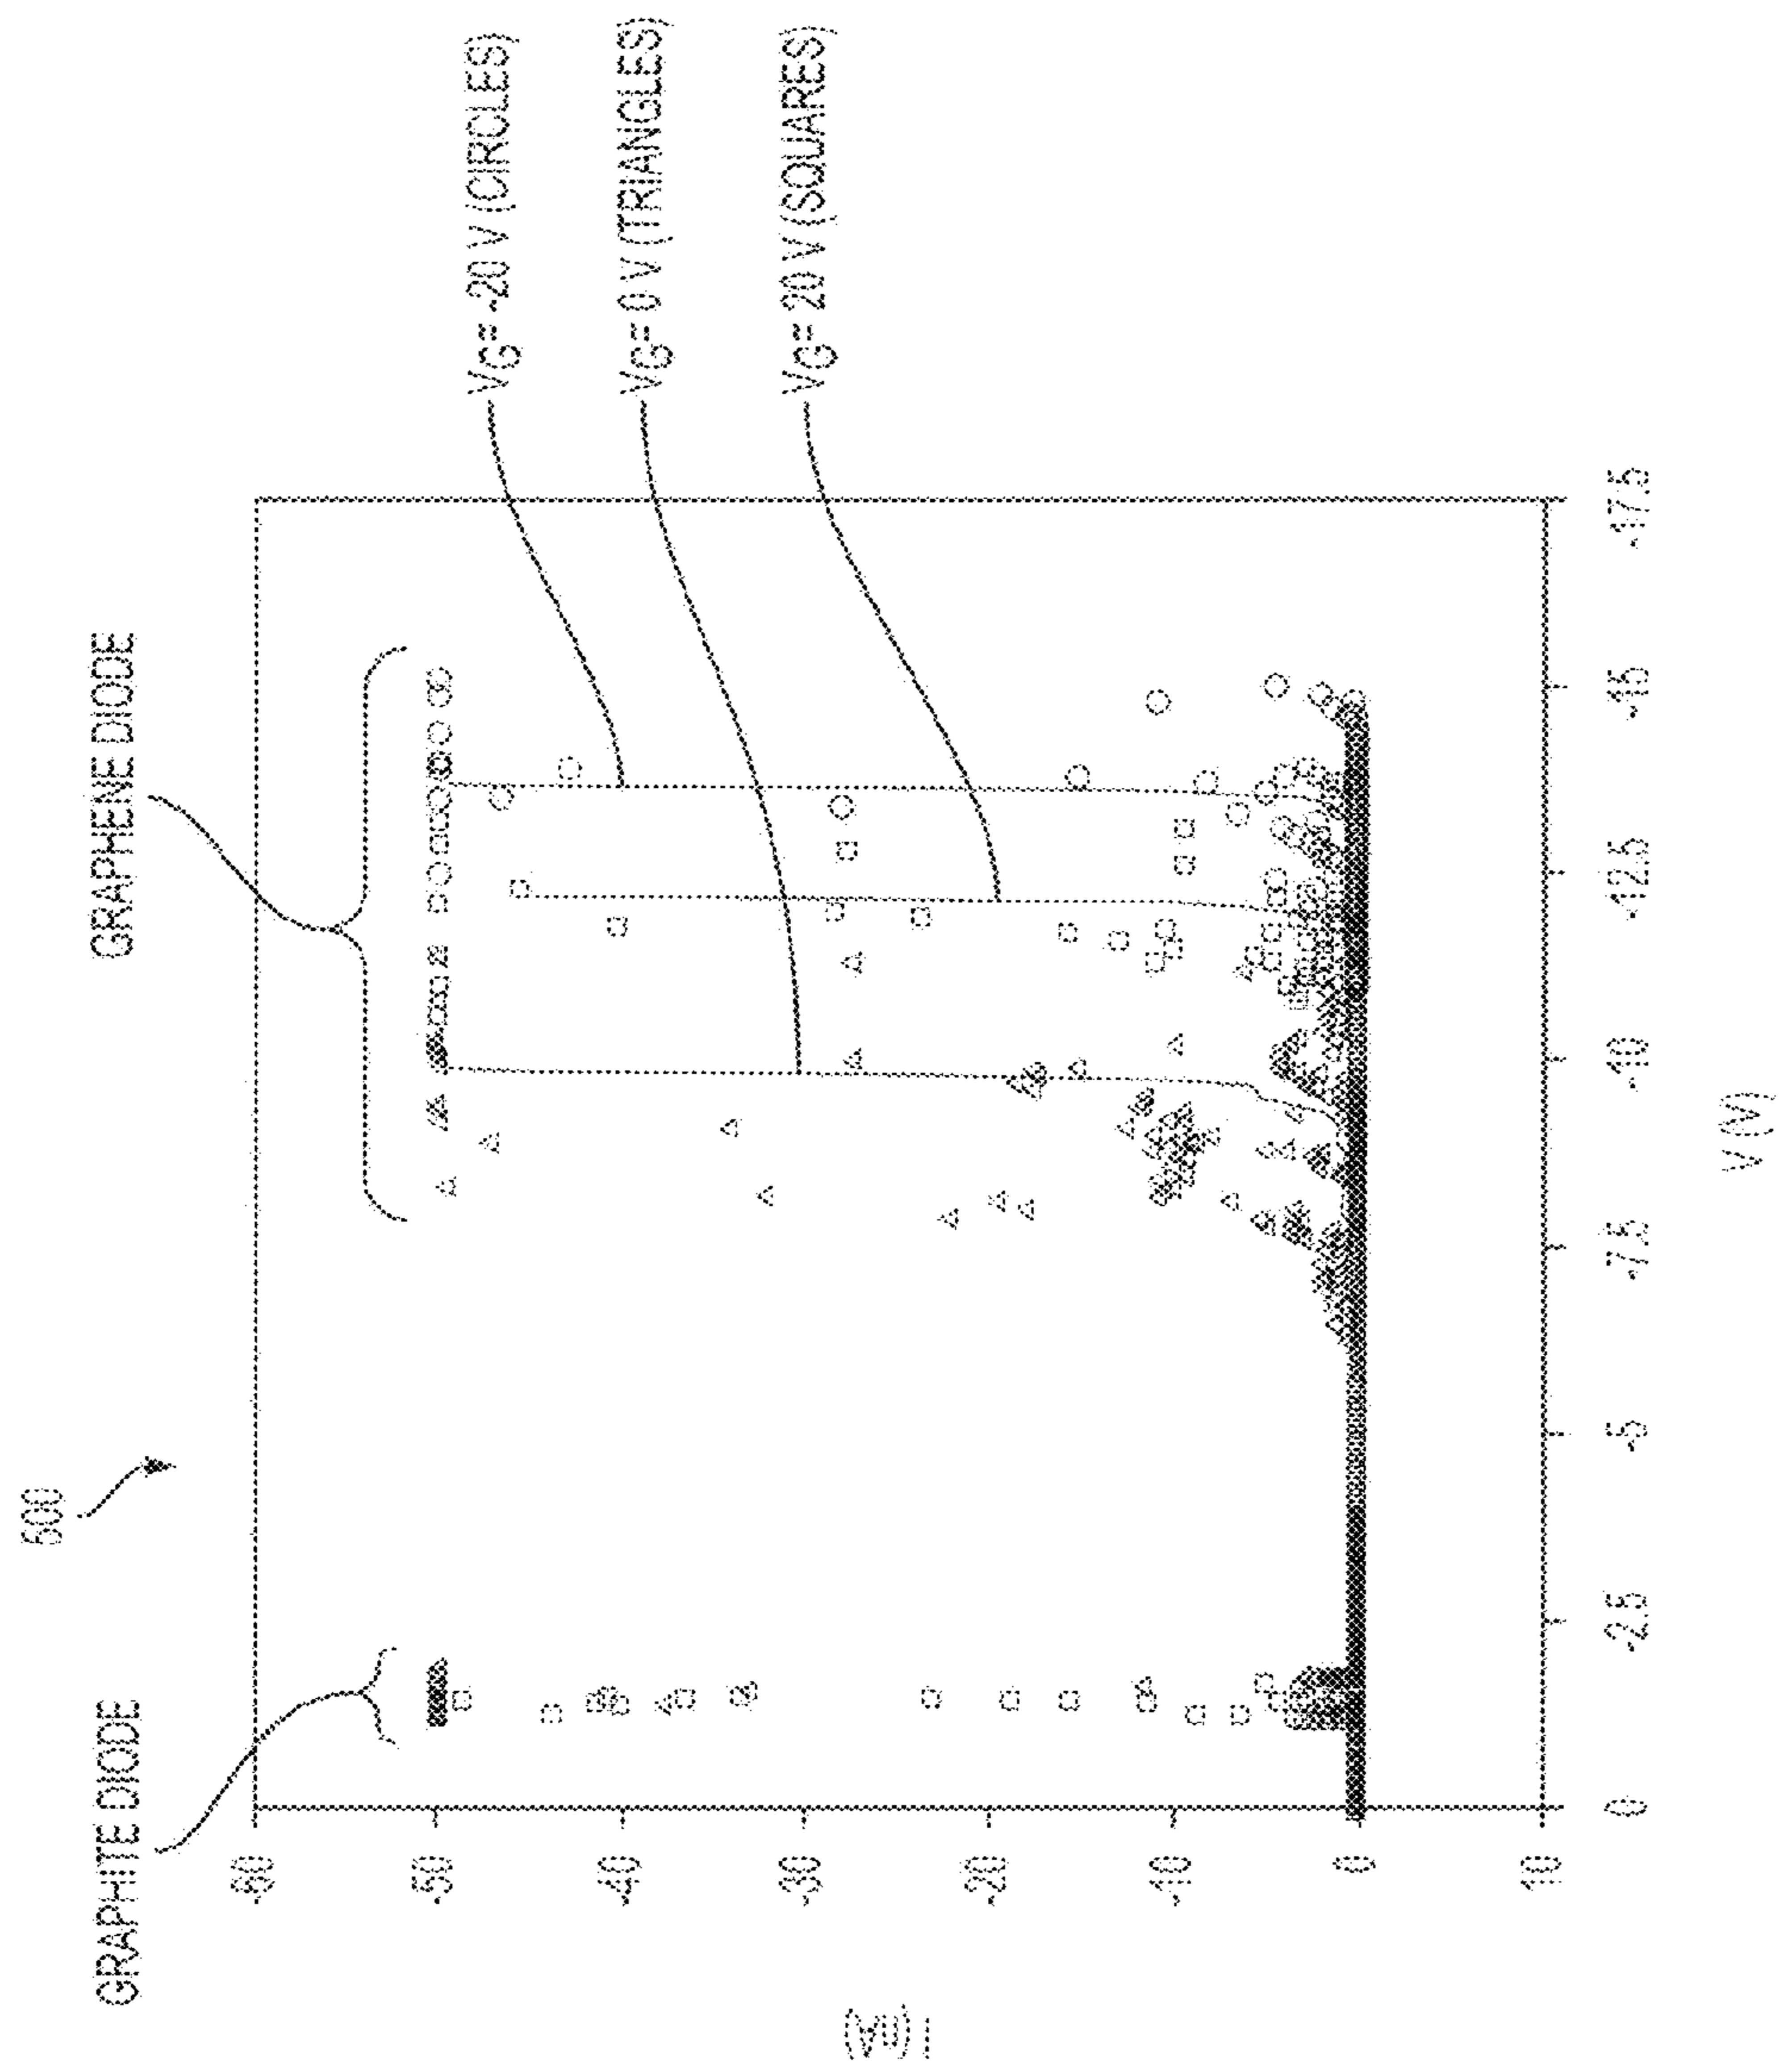 500
GRAPHITE DIODE
GRAPHENE DIODE
VG= -20 V (CIRCLES)
VG= 0 V (TRIANGLES)
VG= 20 V (SQUARES)
I (mA)
-60
-50
-40
-30
-20
-10
0
10
0
-2.5
-5
-7.5
-10
-12.5
-15
-17.5
V (V)